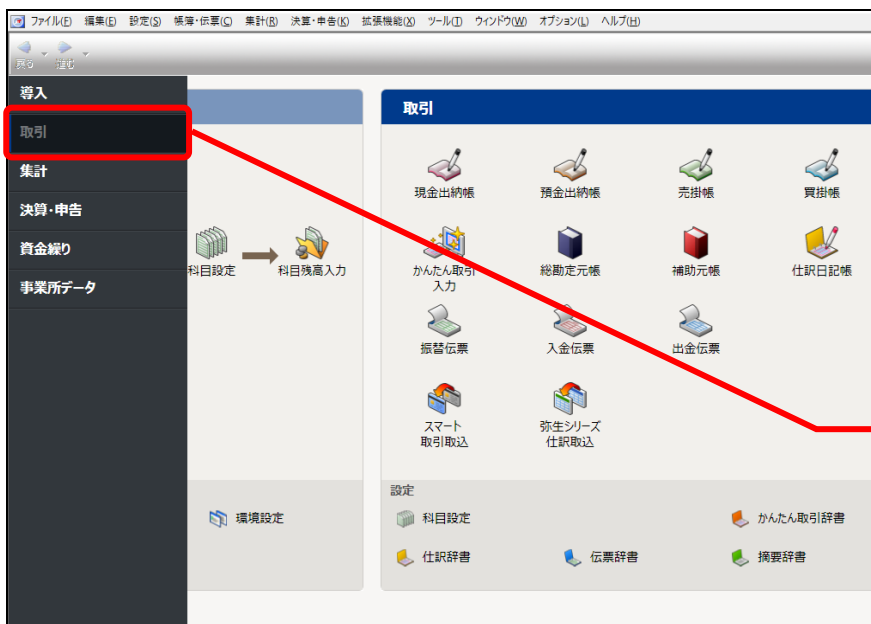 ファイル(F) 編集(E) 設定(S) 帳簿・伝票(C) 集計(R) 決算・申告(K) 拡張機能(X) ツール(T) ウィンドウ(W) オプション(L) ヘルプ(H)
戻る 進む
導入
取引
集計
決算・申告
資金繰り
事業所データ
科目設定 科目残高入力
環境設定
取引
現金出納帳 預金出納帳 売掛帳 買掛帳
かんたん取引 総勘定元帳 補助元帳 仕訳日記帳
入力
振替伝票 入金伝票 出金伝票
スマート 弥生シリーズ
取引取込 仕訳取込
設定
科目設定 かんたん取引辞書
仕訳辞書 伝票辞書 摘要辞書